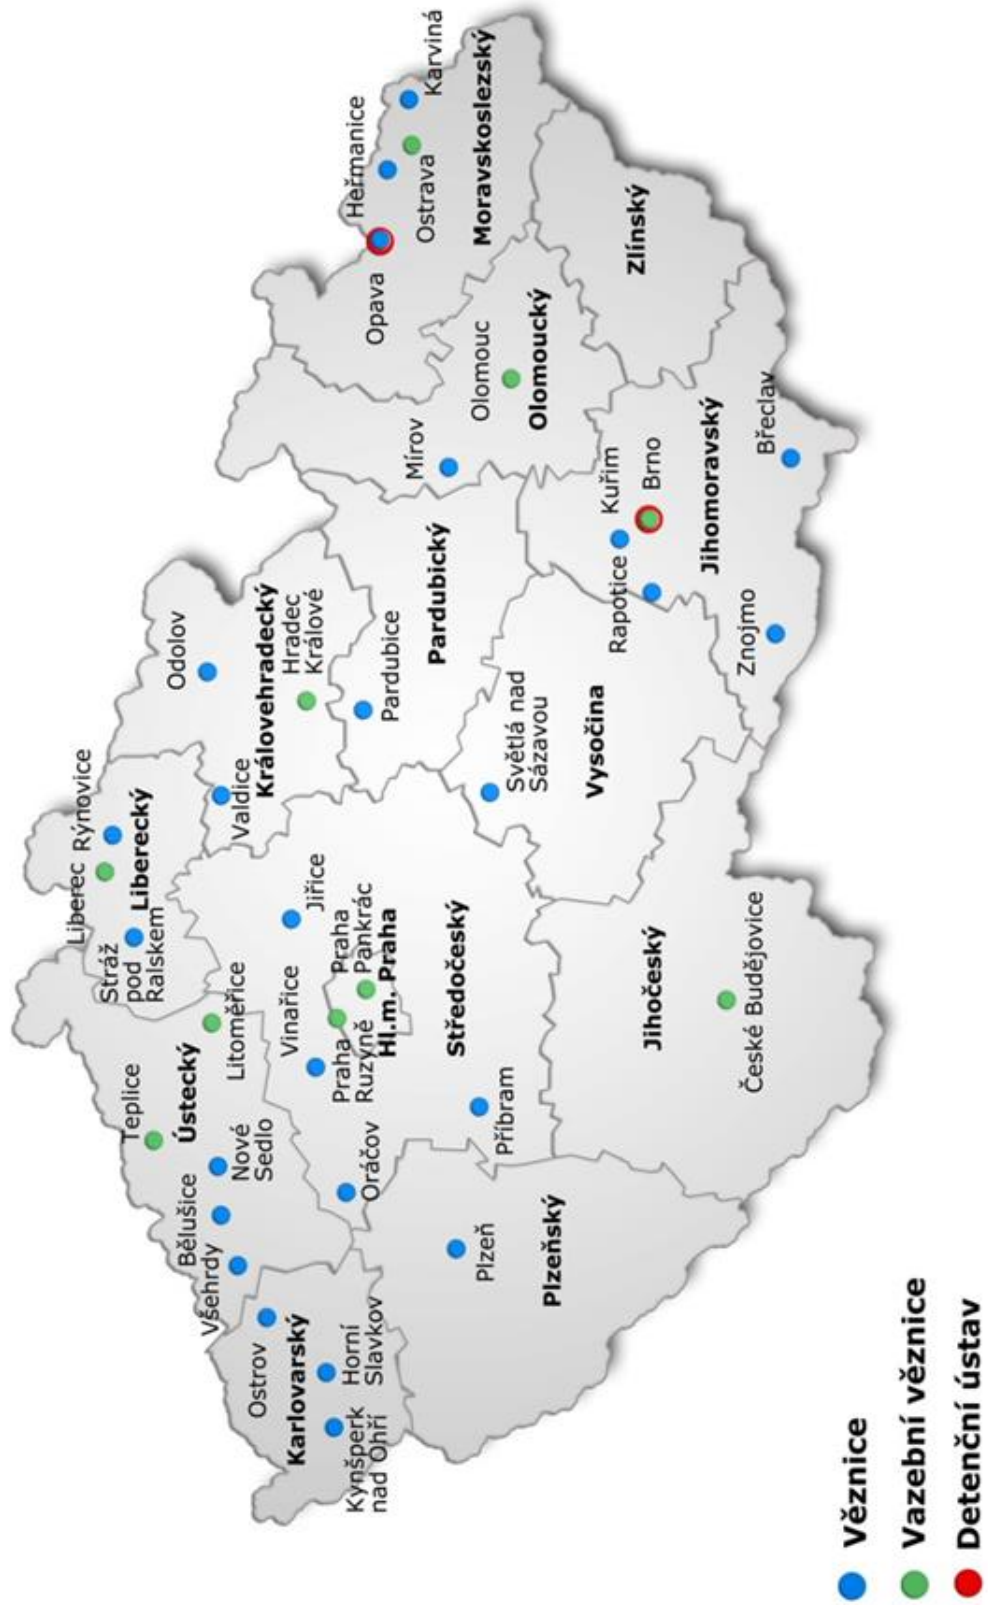 Liberec
Rýnovice
Stráž
pod
Ralskem
Liberecký
Teplice
Ústecký
Litoměřice
Bělušice
Nové
Sedlo
Všehrdy
Ostrov
Karlovarský
Horní
Slavkov
Kynšperk
nad Ohří
Odolov
Valdice
Královehradecký
Hradec
Králové
Jiřice
Vinařice
Praha
Ruzyně
Praha
Pankrác
Hl.m. Praha
Středočeský
Oráčov
Příbram
Plzeň
Plzeňský
Pardubice
Pardubický
Světlá nad
Sázavou
Vysočina
Jihočeský
České Budějovice
Mírov
Olomouc
Olomoucký
Opava
Heřmanice
Ostrava
Karviná
Moravskoslezský
Zlínský
Kuřim
Brno
Rapotice
Jihomoravský
Znojmo
Břeclav
Věznice
Vazební věznice
Detenční ústav